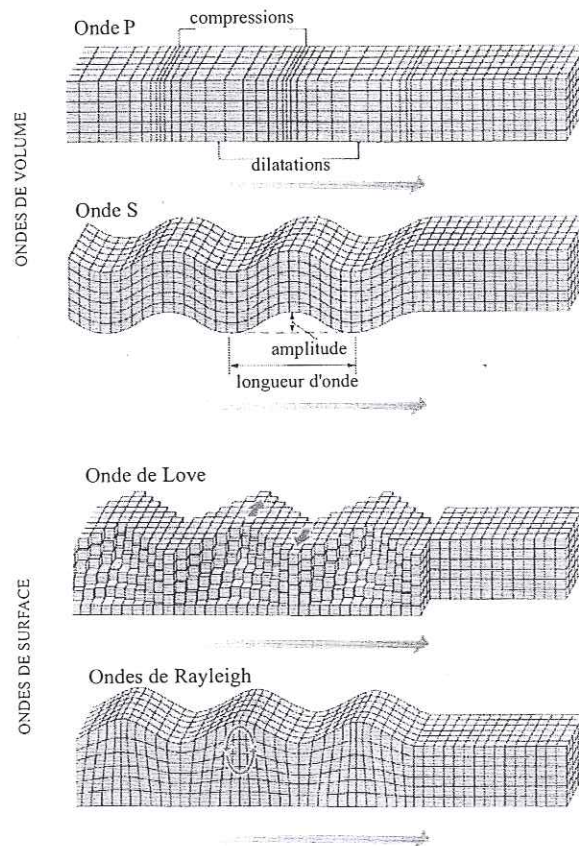 ONDES DE VOLUME
Onde P
compressions
dilatations
Onde S
amplitude
longueur d'onde
ONDES DE SURFACE
Onde de Love
Ondes de Rayleigh